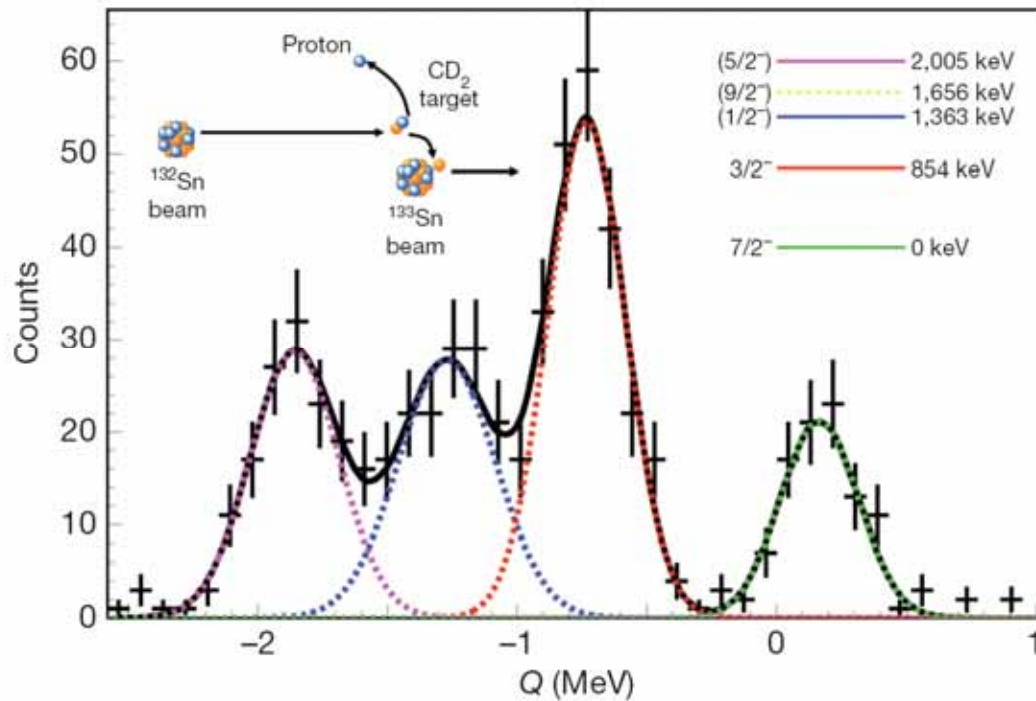 60
50
40
30
20
10
0
Counts
−2
−1
0
1
Q (MeV)
Proton
CD₂
target
¹³²Sn
beam
¹³³Sn
beam
(5/2⁻) 2,005 keV
(9/2⁻) 1,656 keV
(1/2⁻) 1,363 keV
3/2⁻ 854 keV
7/2⁻ 0 keV